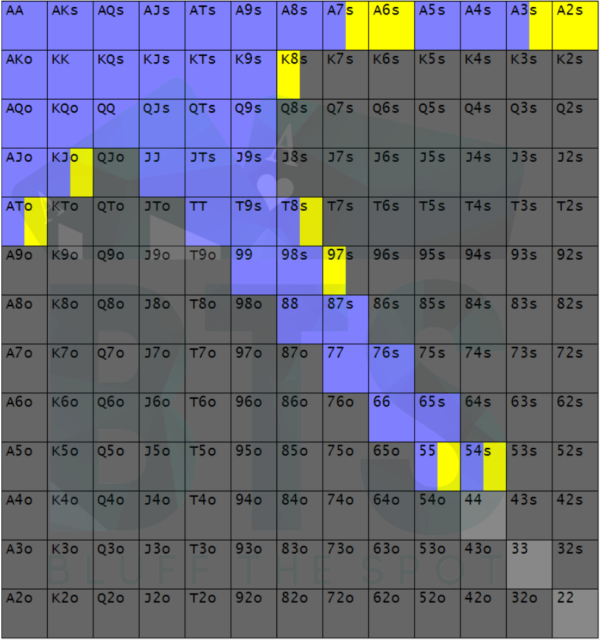 AA AKs AQs AJs ATs A9s A8s A7s A6s A5s A4s A3s A2s
AKo KK KQs KJs KTs K9s K8s K7s K6s K5s K4s K3s K2s
AQo KQo QQ QJs QTs Q9s Q8s Q7s Q6s Q5s Q4s Q3s Q2s
AJo KJo QJo JJ JTs J9s J8s J7s J6s J5s J4s J3s J2s
ATo KTo QTo JTo TT T9s T8s T7s T6s T5s T4s T3s T2s
A9o K9o Q9o J9o T9o 99 98s 97s 96s 95s 94s 93s 92s
A8o K8o Q8o J8o T8o 98o 88 87s 86s 85s 84s 83s 82s
A7o K7o Q7o J7o T7o 97o 87o 77 76s 75s 74s 73s 72s
A6o K6o Q6o J6o T6o 96o 86o 76o 66 65s 64s 63s 62s
A5o K5o Q5o J5o T5o 95o 85o 75o 65o 55 54s 53s 52s
A4o K4o Q4o J4o T4o 94o 84o 74o 64o 54o 44 43s 42s
A3o K3o Q3o J3o T3o 93o 83o 73o 63o 53o 43o 33 32s
A2o K2o Q2o J2o T2o 92o 82o 72o 62o 52o 42o 32o 22
A
BTS
BLUFF THE SPOT